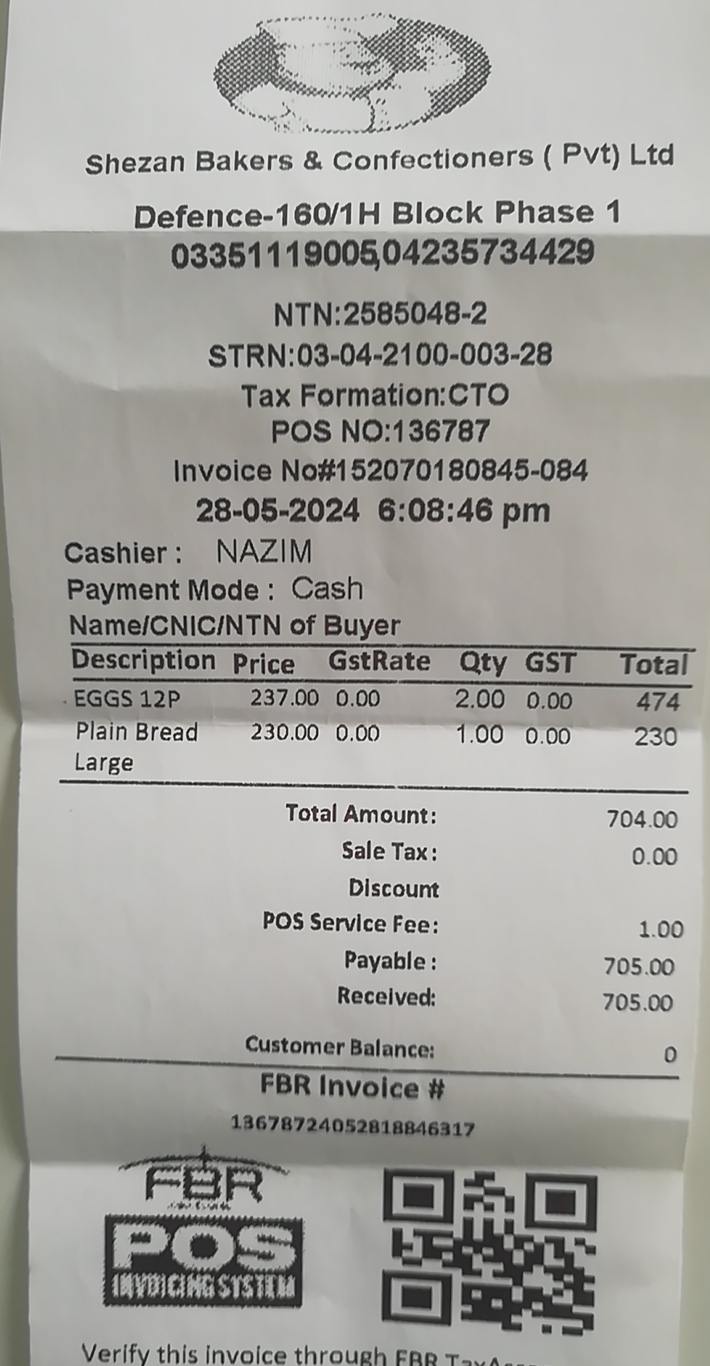 Shezan Bakers & Confectioners ( Pvt) Ltd
Defence-160/1H Block Phase 1
03351119005,04235734429
NTN:2585048-2
STRN:03-04-2100-003-28
Tax Formation:CTO
POS NO:136787
Invoice No#152070180845-084
28-05-2024 6:08:46 pm
Cashier : NAZIM
Payment Mode : Cash
Name/CNIC/NTN of Buyer
Description Price GstRate Qty GST Total
EGGS 12P 237.00 0.00 2.00 0.00 474
Plain Bread 230.00 0.00 1.00 0.00 230
Large
Total Amount: 704.00
Sale Tax: 0.00
Discount
POS Service Fee: 1.00
Payable: 705.00
Received: 705.00
Customer Balance: 0
FBR Invoice #
13678724052818846317
FBR
POS
INVOICING SYSTEM
Verify this invoice through FBR